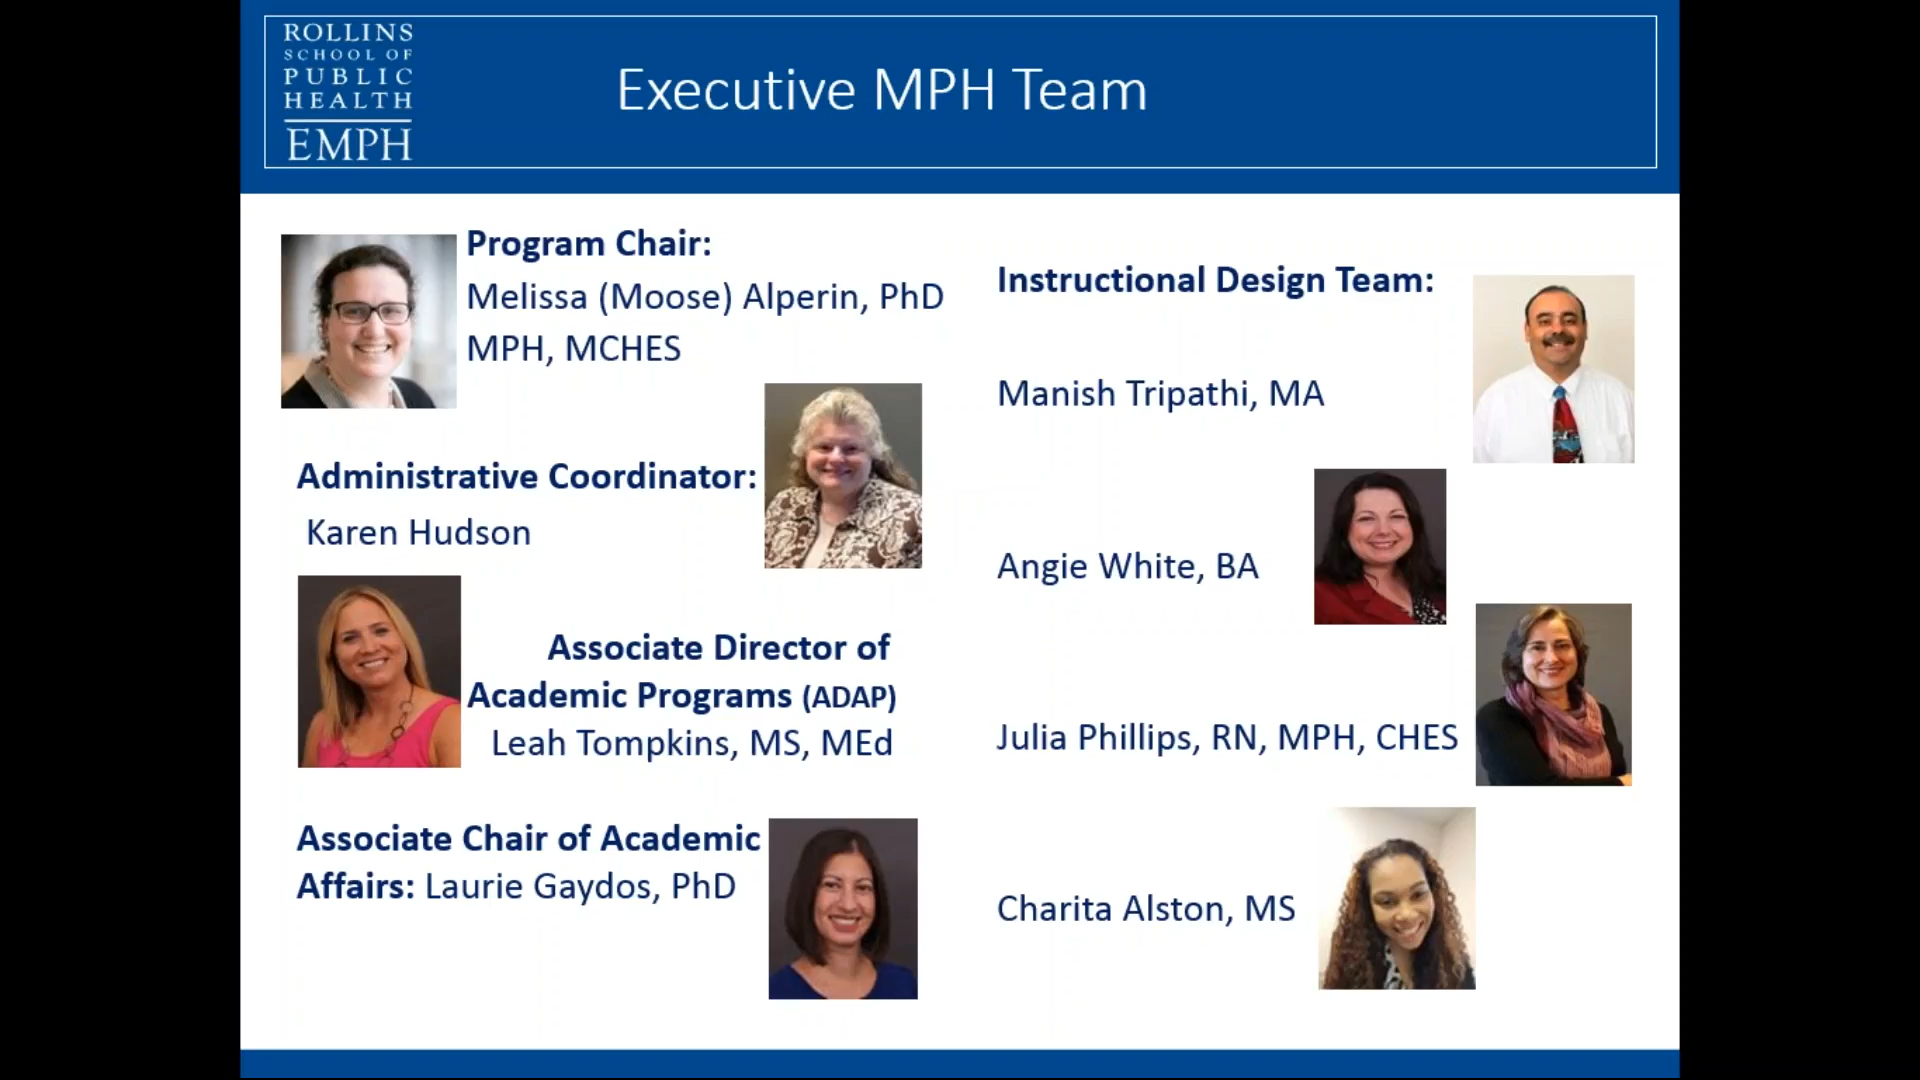 ROLLINS
SCHOOL OF
PUBLIC
HEALTH
EMPH
Executive MPH Team
Program Chair:
Melissa (Moose) Alperin, PhD
MPH, MCHES
Administrative Coordinator:
Karen Hudson
Associate Director of
Academic Programs (ADAP)
Leah Tompkins, MS, MEd
Associate Chair of Academic
Affairs: Laurie Gaydos, PhD
Instructional Design Team:
Manish Tripathi, MA
Angie White, BA
Julia Phillips, RN, MPH, CHES
Charita Alston, MS